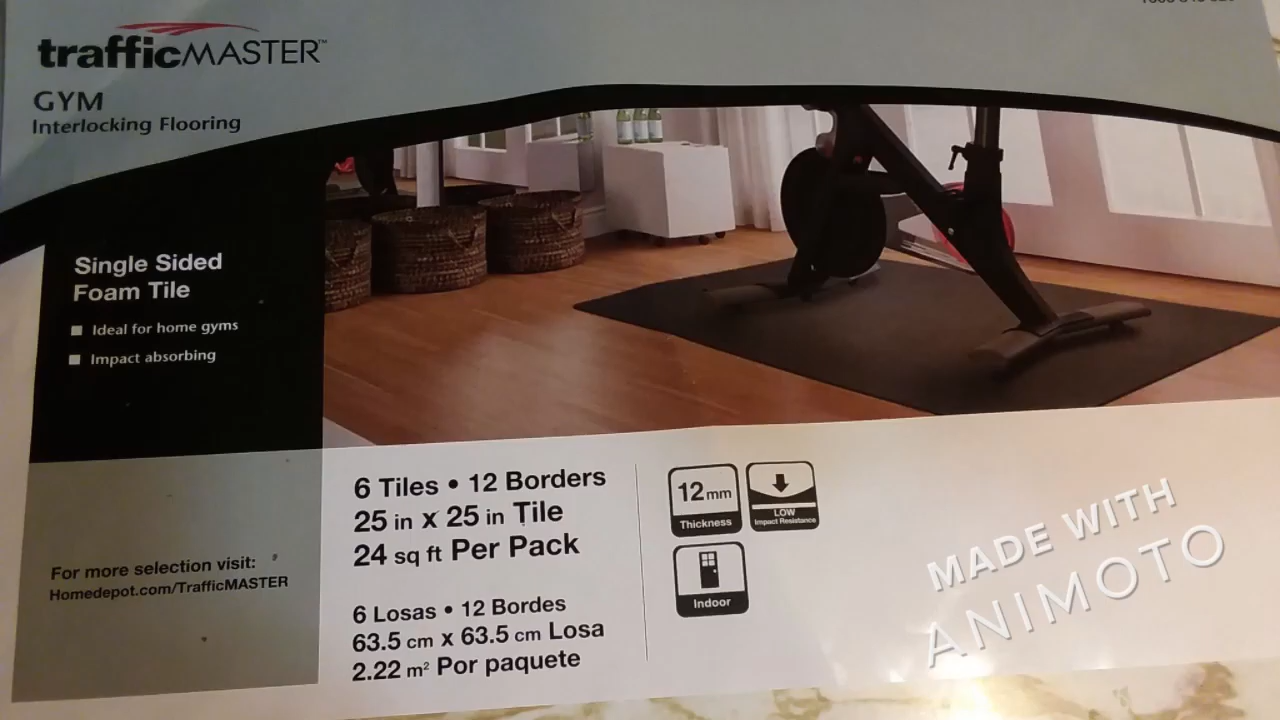 trafficMASTER™
GYM
Interlocking Flooring
Single Sided
Foam Tile
Ideal for home gyms
Impact absorbing
For more selection visit:
Homedepot.com/TrafficMASTER
6 Tiles • 12 Borders
25 in x 25 in Tile
24 sq ft Per Pack
6 Losas • 12 Bordes
63.5 cm x 63.5 cm Losa
2.22 m² Por paquete
12mm
Thickness
LOW
Impact Resistance
Indoor
MADE WITH
ANIMOTO